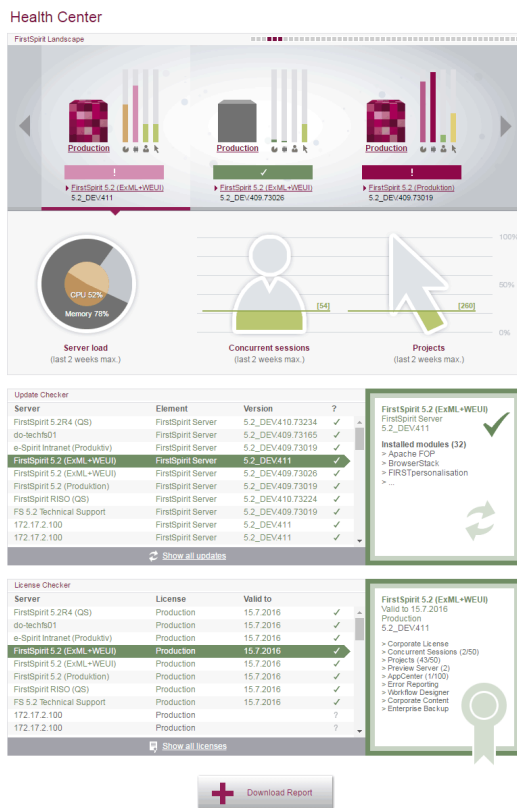 Health Center
FirstSpirit Landscape
Production
Production
Production
!
✓
!
FirstSpirit 5.2 (ExML+WEUI)
5.2_DEV.411
FirstSpirit 5.2 (ExML+WEUI)
5.2_DEV.409.73026
FirstSpirit 5.2 (Produktion)
5.2_DEV.409.73019
100%
50%
0%
CPU 52%
Memory 78%
[54]
[260]
Server load
(last 2 weeks max.)
Concurrent sessions
(last 2 weeks max.)
Projects
(last 2 weeks max.)
Update Checker
Server Element Version ?
FirstSpirit 5.2R4 (QS) FirstSpirit Server 5.2_DEV.410.73234 ✓
do-techfs01 FirstSpirit Server 5.2_DEV.409.73165 ✓
e-Spirit Intranet (Produktiv) FirstSpirit Server 5.2_DEV.409.73019 ✓
FirstSpirit 5.2 (ExML+WEUI) FirstSpirit Server 5.2_DEV.411 ✓
FirstSpirit 5.2 (ExML+WEUI) FirstSpirit Server 5.2_DEV.409.73026 ✓
FirstSpirit 5.2 (Produktion) FirstSpirit Server 5.2_DEV.409.73019 ✓
FirstSpirit RISO (QS) FirstSpirit Server 5.2_DEV.410.73224 ✓
FS 5.2 Technical Support FirstSpirit Server 5.2_DEV.409.73019 ✓
172.17.2.100 FirstSpirit Server 5.2_DEV.411 ✓
172.17.2.100 FirstSpirit Server 5.2_DEV.411 ✓
Show all updates
FirstSpirit 5.2 (ExML+WEUI)
FirstSpirit Server
5.2_DEV.411
Installed modules (32)
> Apache FOP
> BrowserStack
> FIRSTpersonalisation
> ...
License Checker
Server License Valid to
FirstSpirit 5.2R4 (QS) Production 15.7.2016 ✓
do-techfs01 Production 15.7.2016 ✓
e-Spirit Intranet (Produktiv) Production 15.7.2016 ✓
FirstSpirit 5.2 (ExML+WEUI) Production 15.7.2016 ✓
FirstSpirit 5.2 (ExML+WEUI) Production 15.7.2016 ✓
FirstSpirit 5.2 (Produktion) Production 15.7.2016 ✓
FirstSpirit RISO (QS) Production 15.7.2016 ✓
FS 5.2 Technical Support Production 15.7.2016 ✓
172.17.2.100 Production ?
172.17.2.100 Production ?
Show all licenses
FirstSpirit 5.2 (ExML+WEUI)
Valid to 15.7.2016
Production
5.2_DEV.411
> Corporate License
> Concurrent Sessions (2/50)
> Projects (43/50)
> Preview Server (2)
> AppCenter (1/100)
> Error Reporting
> Workflow Designer
> Corporate Content
> Enterprise Backup
Download Report